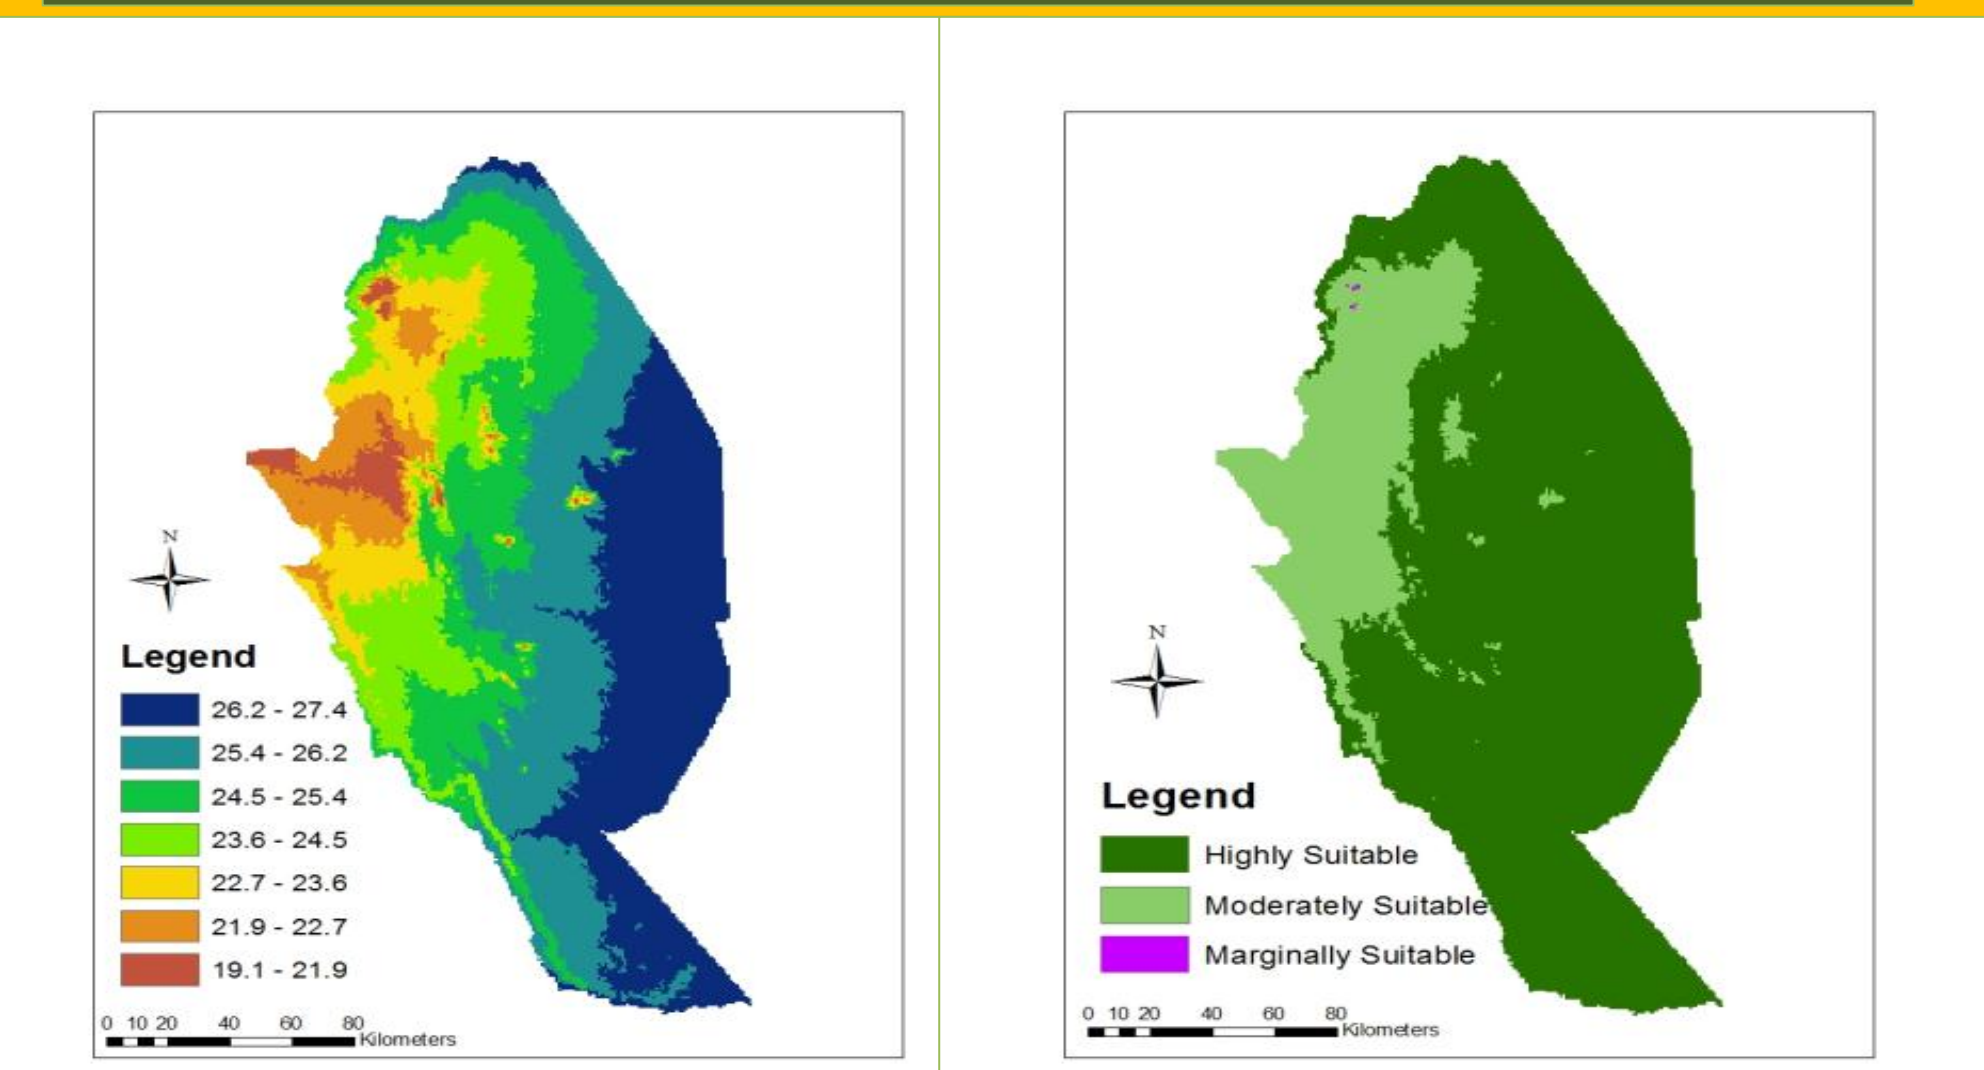 N
Legend
26.2 - 27.4
25.4 - 26.2
24.5 - 25.4
23.6 - 24.5
22.7 - 23.6
21.9 - 22.7
19.1 - 21.9
0 10 20 40 60 80
Kilometers
N
Legend
Highly Suitable
Moderately Suitable
Marginally Suitable
0 10 20 40 60 80
Kilometers